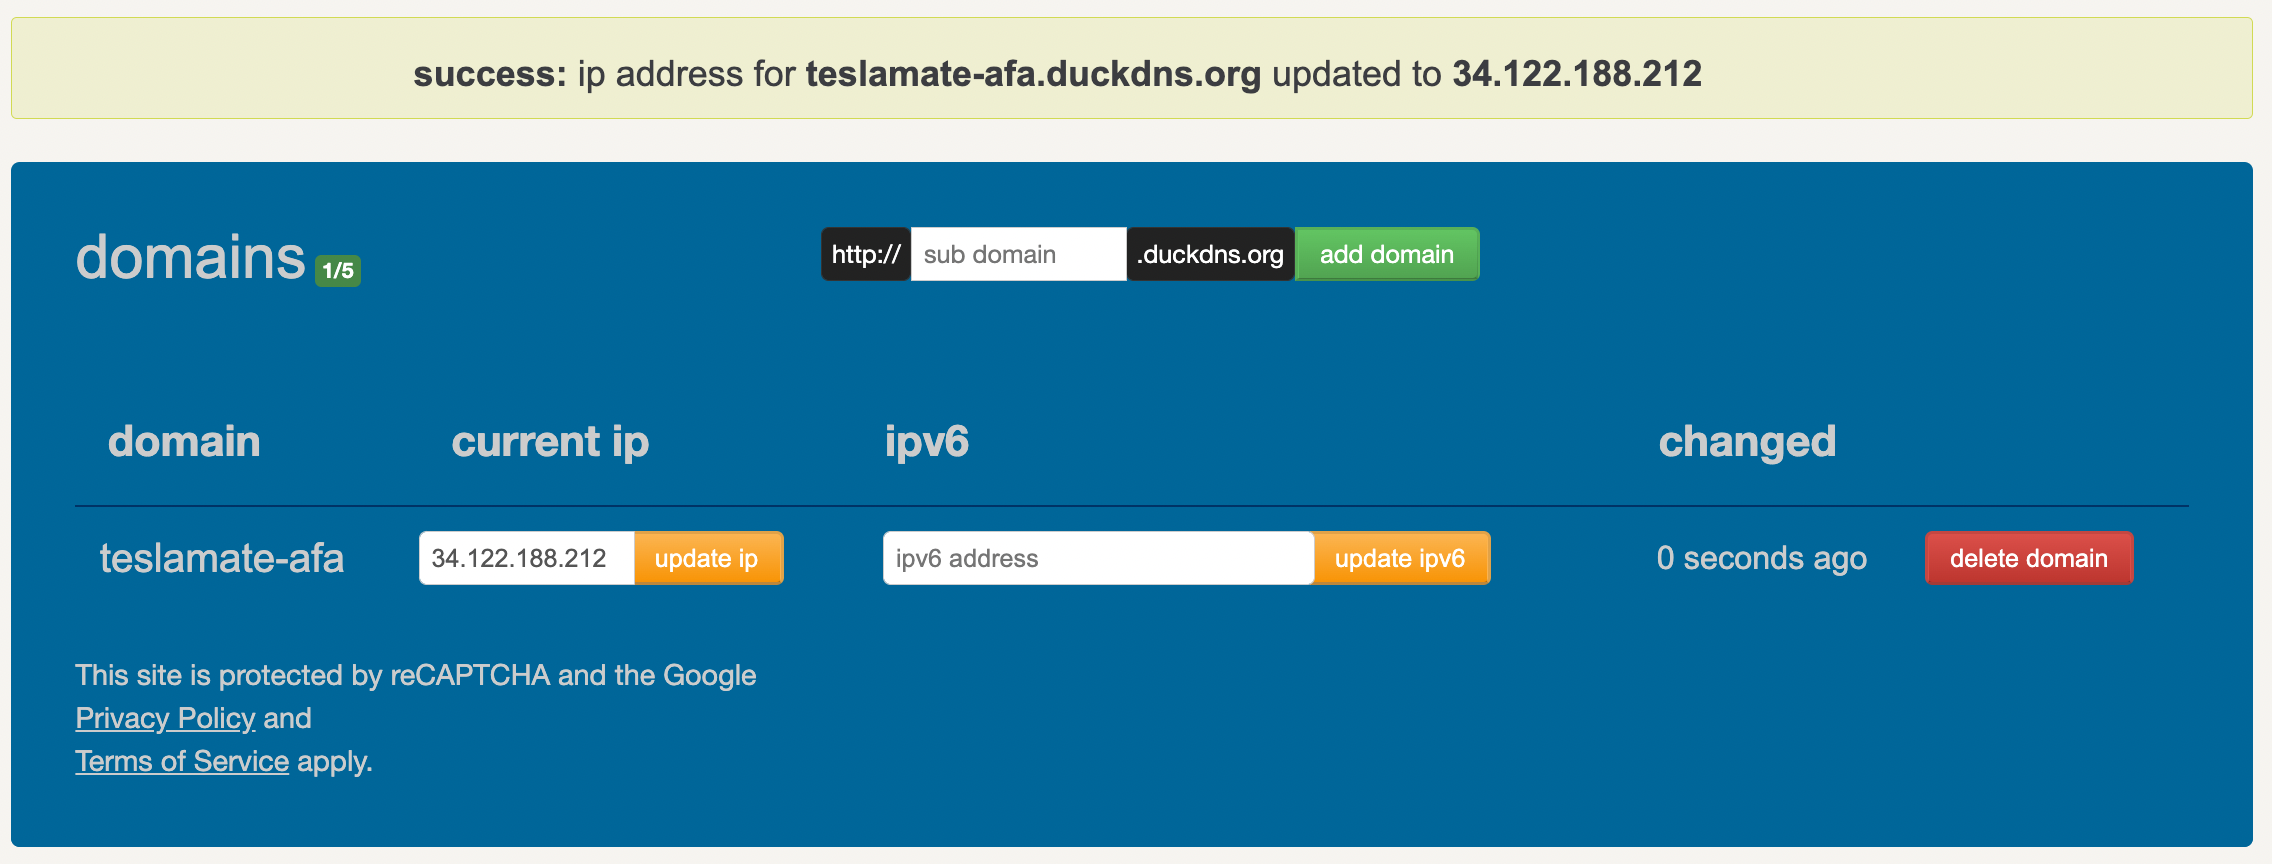 success: ip address for teslamate-afa.duckdns.org updated to 34.122.188.212
domains 1/5
http:// sub domain .duckdns.org add domain
domain current ip ipv6 changed
teslamate-afa 34.122.188.212 update ip ipv6 address update ipv6 0 seconds ago delete domain
This site is protected by reCAPTCHA and the Google
Privacy Policy and
Terms of Service apply.